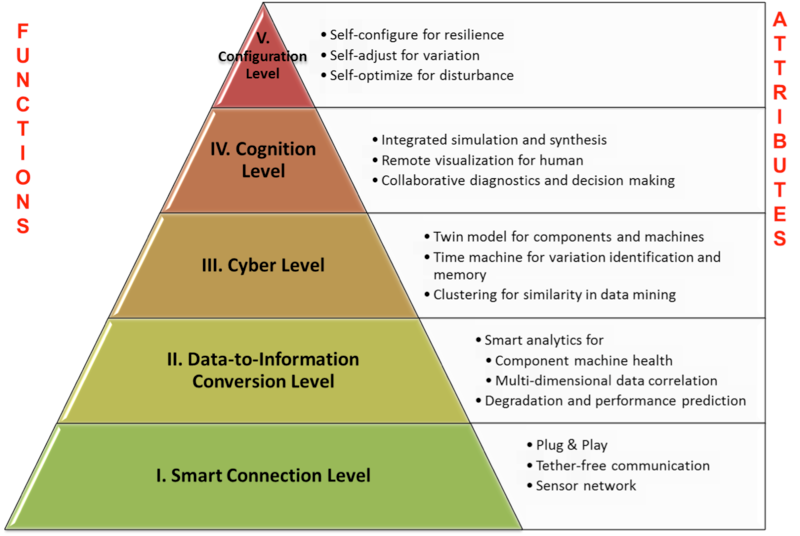 FUNCTIONS
ATTRIBUTES
V.
Configuration
Level
• Self-configure for resilience
• Self-adjust for variation
• Self-optimize for disturbance
IV. Cognition
Level
• Integrated simulation and synthesis
• Remote visualization for human
• Collaborative diagnostics and decision making
III. Cyber Level
• Twin model for components and machines
• Time machine for variation identification and
memory
• Clustering for similarity in data mining
II. Data-to-Information
Conversion Level
• Smart analytics for
• Component machine health
• Multi-dimensional data correlation
• Degradation and performance prediction
I. Smart Connection Level
• Plug & Play
• Tether-free communication
• Sensor network